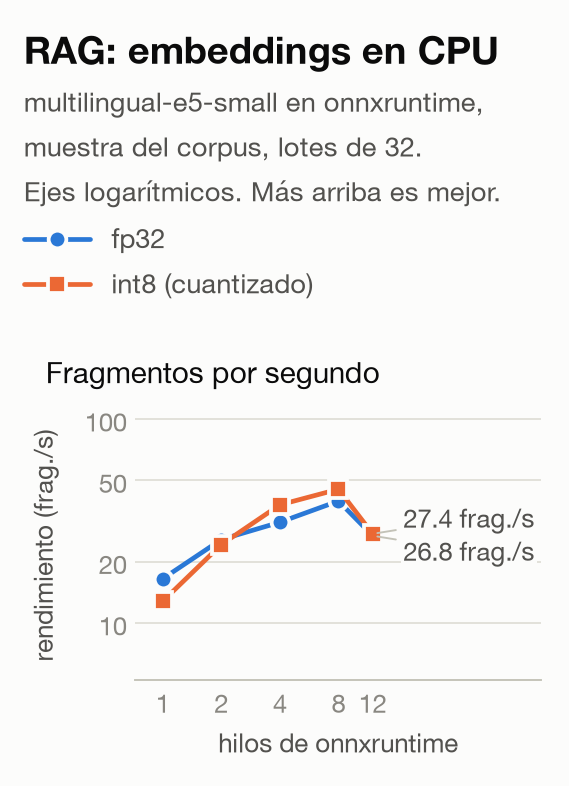 RAG: embeddings en CPU
multilingual-e5-small en onnxruntime,
muestra del corpus, lotes de 32.
Ejes logarítmicos. Más arriba es mejor.
fp32
int8 (cuantizado)
Fragmentos por segundo
rendimiento (frag./s)
100
50
20
10
27.4 frag./s
26.8 frag./s
1 2 4 8 12
hilos de onnxruntime